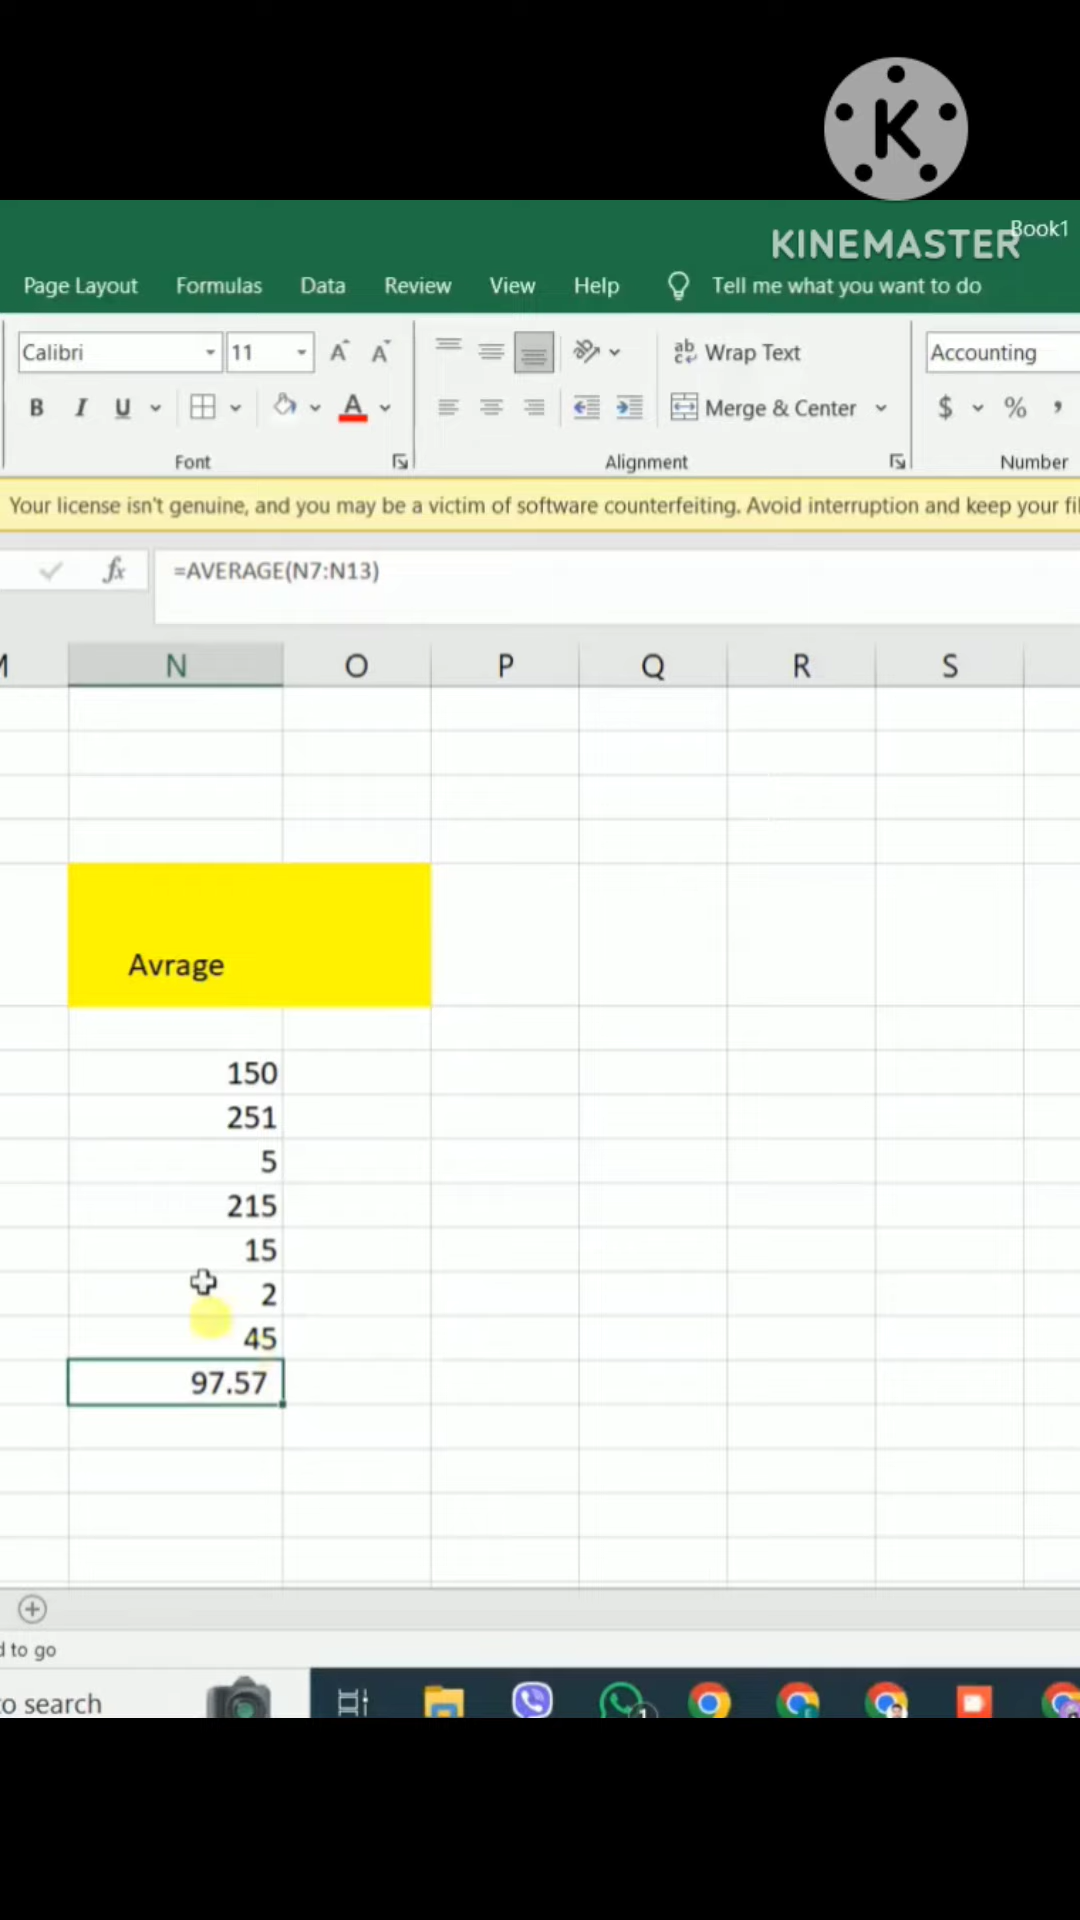 K
KINEMASTER
Book1
Page Layout Formulas Data Review View Help Tell me what you want to do
Calibri 11 A A ab Wrap Text Accounting
B I U A Merge & Center $ % ,
Font Alignment Number
Your license isn't genuine, and you may be a victim of software counterfeiting. Avoid interruption and keep your fil
fx =AVERAGE(N7:N13)
N O P Q R S
Avrage
150
251
5
215
15
2
45
97.57
d to go
to search
1